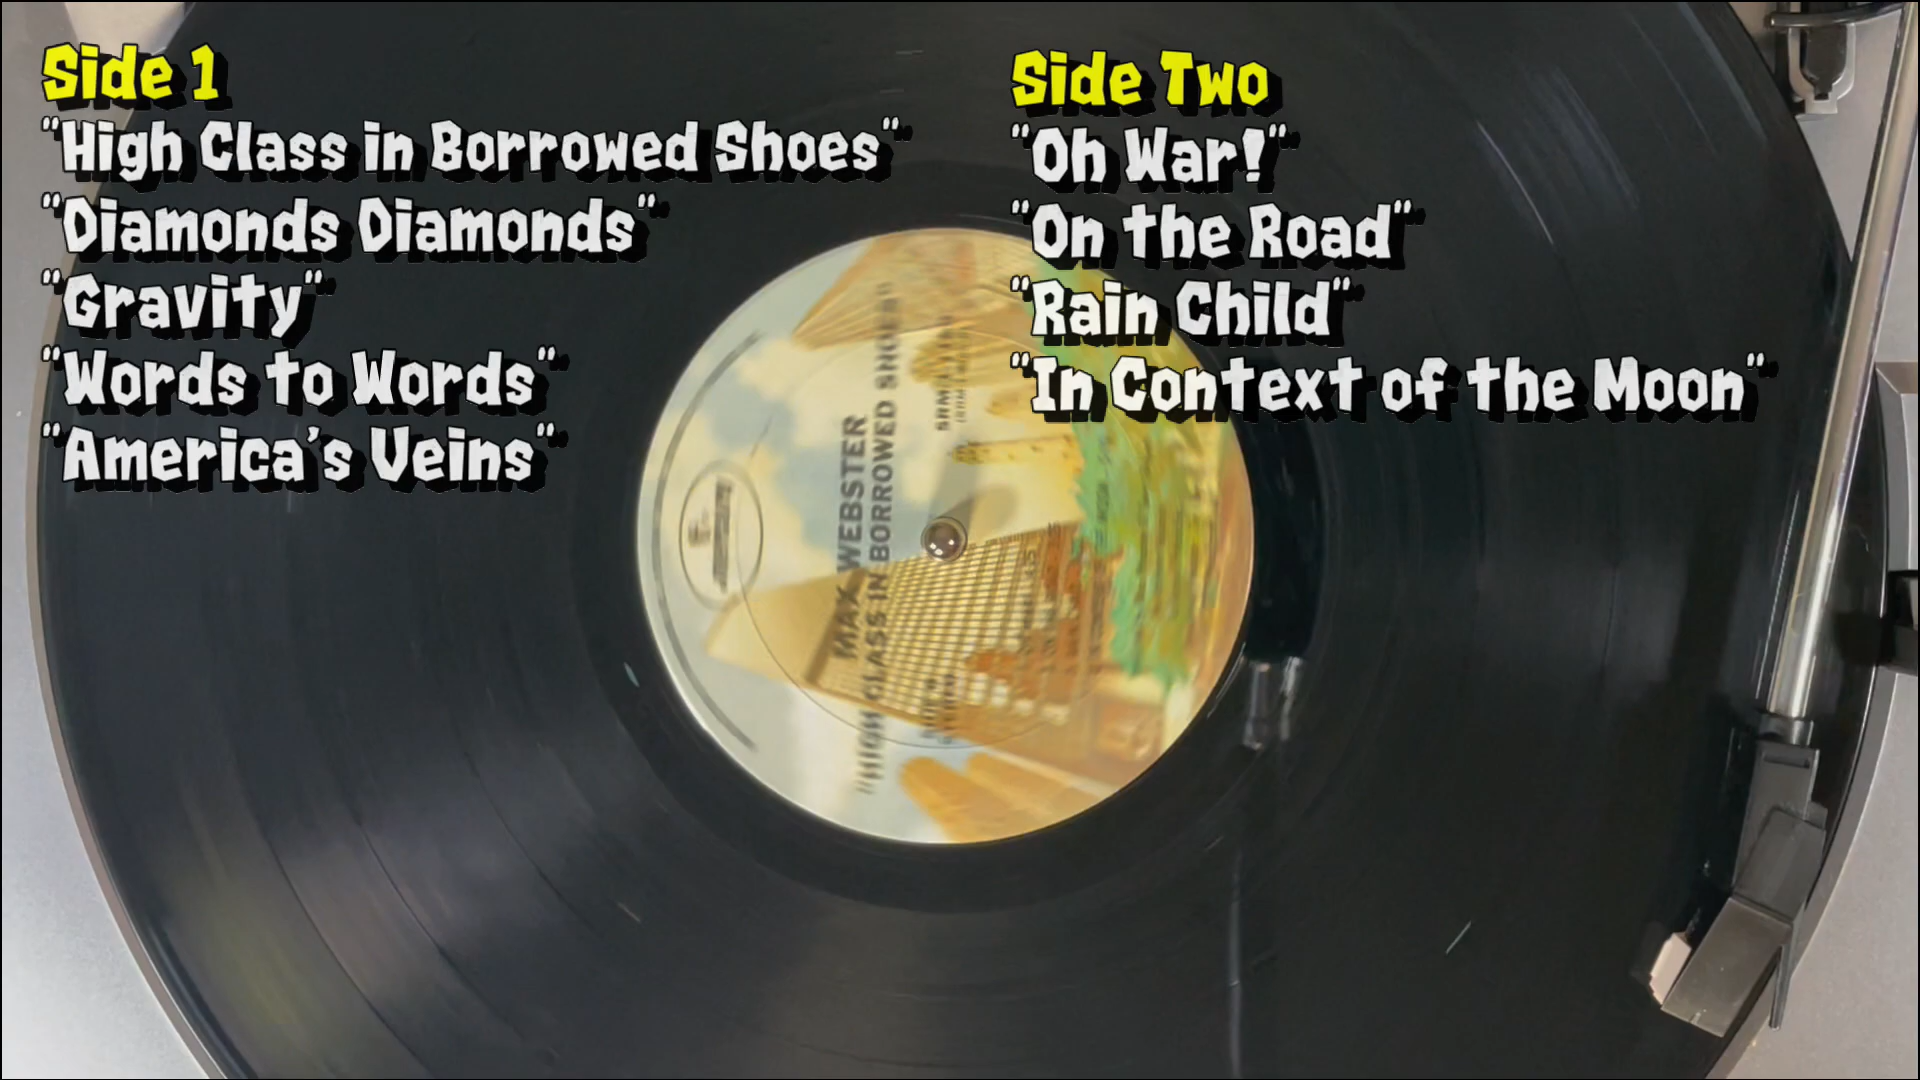 Side 1
"High Class in Borrowed Shoes"
"Diamonds Diamonds"
"Gravity"
"Words to Words"
"America's Veins"
Side Two
"Oh War!"
"On the Road"
"Rain Child"
"In Context of the Moon"
MAX WEBSTER
"HIGH CLASS IN BORROWED SHOES"